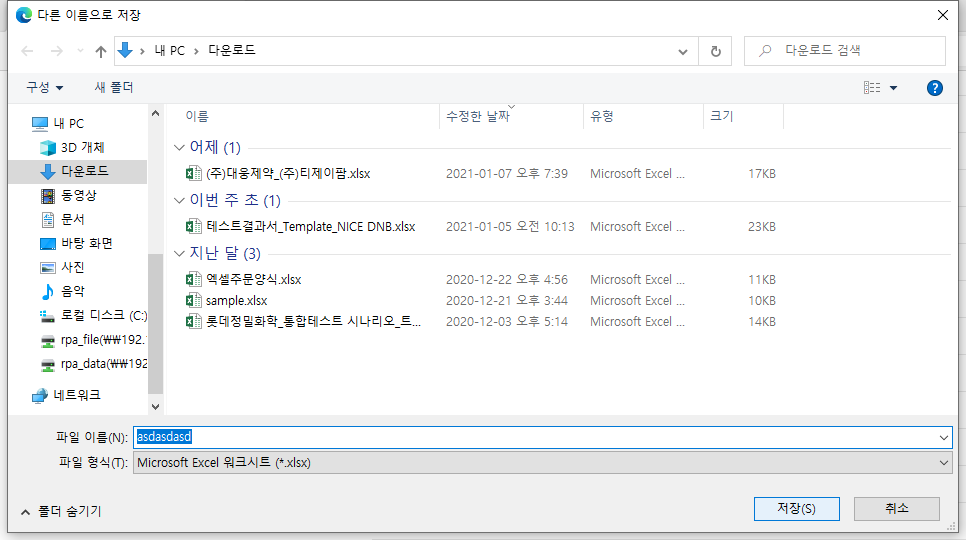 다른 이름으로 저장
내 PC > 다운로드
다운로드 검색
구성 새 폴더
이름 수정한 날짜 유형 크기
내 PC
3D 개체
다운로드
동영상
문서
바탕 화면
사진
음악
로컬 디스크 (C:)
rpa_file(₩₩192.1
rpa_data(₩₩192
네트워크
어제 (1)
(주)대웅제약_(주)티제이팜.xlsx 2021-01-07 오후 7:39 Microsoft Excel ... 17KB
이번 주 초 (1)
테스트결과서_Template_NICE DNB.xlsx 2021-01-05 오전 10:13 Microsoft Excel ... 23KB
지난 달 (3)
엑셀주문양식.xlsx 2020-12-22 오후 4:56 Microsoft Excel ... 11KB
sample.xlsx 2020-12-21 오후 3:44 Microsoft Excel ... 10KB
롯데정밀화학_통합테스트 시나리오_트... 2020-12-03 오후 5:14 Microsoft Excel ... 14KB
파일 이름(N): asdasdasd
파일 형식(T): Microsoft Excel 워크시트 (*.xlsx)
폴더 숨기기
저장(S) 취소